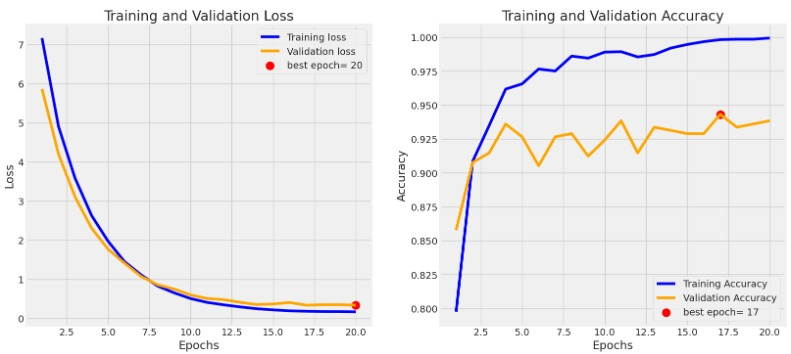 Training and Validation Loss
7
6
5
4
3
2
1
0
Loss
2.5 5.0 7.5 10.0 12.5 15.0 17.5 20.0
Epochs
Training loss
Validation loss
best epoch= 20
Training and Validation Accuracy
1.000
0.975
0.950
0.925
0.900
0.875
0.850
0.825
0.800
Accuracy
2.5 5.0 7.5 10.0 12.5 15.0 17.5 20.0
Epochs
Training Accuracy
Validation Accuracy
best epoch= 17